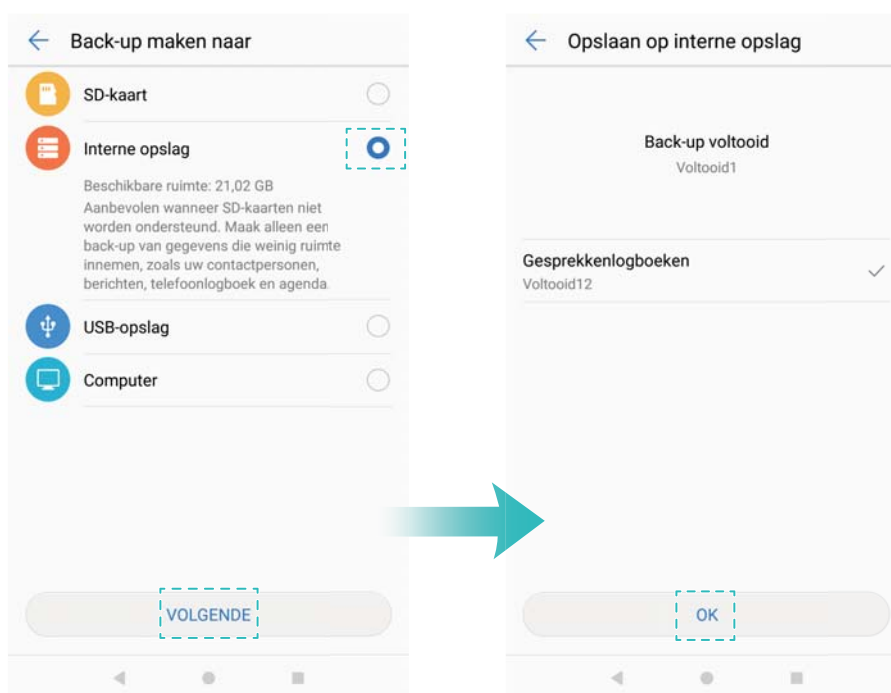 Back-up maken naar
SD-kaart
Interne opslag
Beschikbare ruimte: 21,02 GB
Aanbevolen wanneer SD-kaarten niet
worden ondersteund. Maak alleen een
back-up van gegevens die weinig ruimte
innemen, zoals uw contactpersonen,
berichten, telefoonlogboek en agenda.
USB-opslag
Computer
VOLGENDE
Opslaan op interne opslag
Back-up voltooid
Voltooid1
Gesprekkenlogboeken
Voltooid12
OK